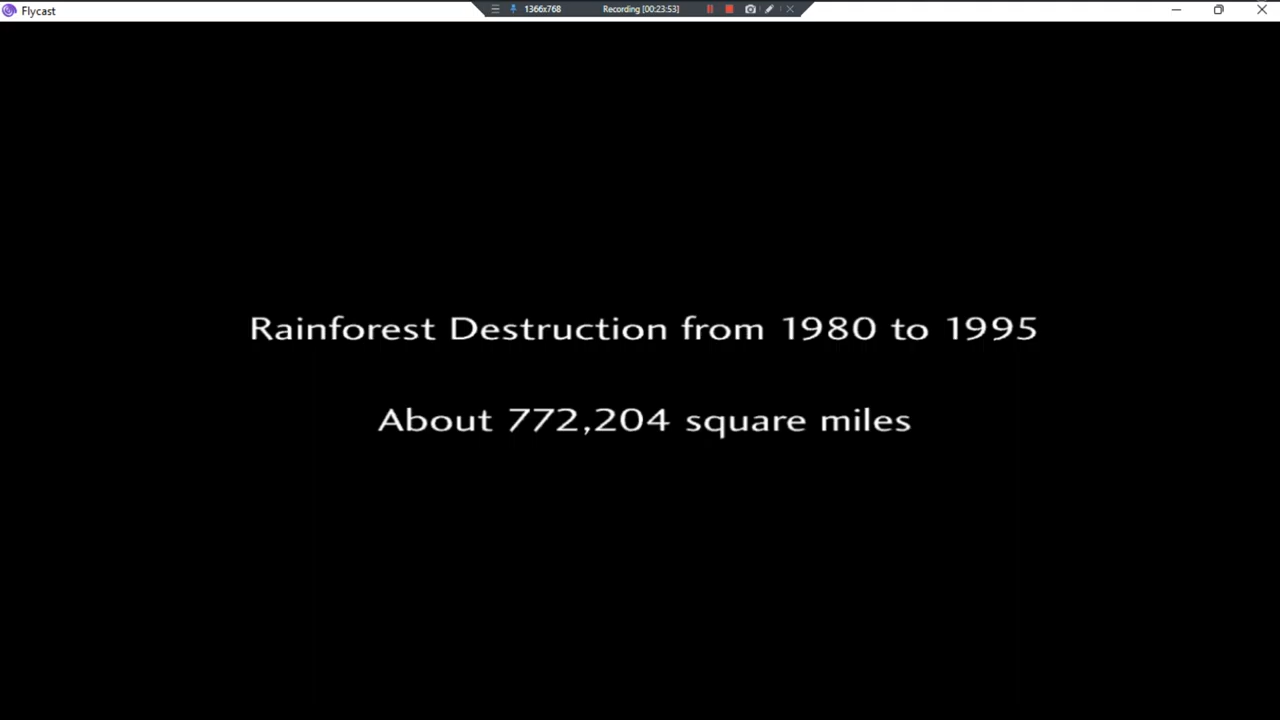 Flycast
1366x768
Recording [00:23:53]
Rainforest Destruction from 1980 to 1995
About 772,204 square miles